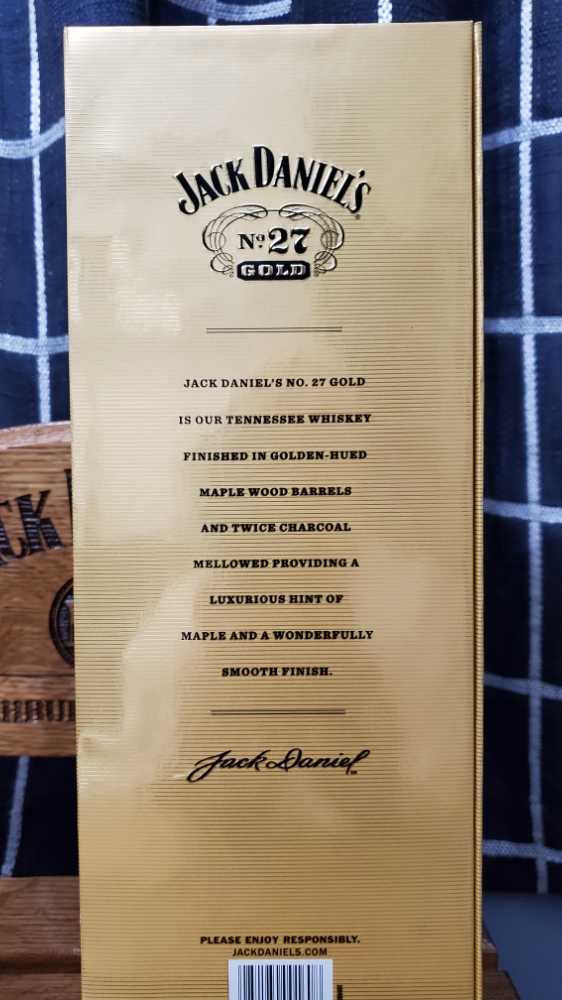 JACK DANIEL'S
Nº 27
GOLD
JACK DANIEL'S NO. 27 GOLD
IS OUR TENNESSEE WHISKEY
FINISHED IN GOLDEN-HUED
MAPLE WOOD BARRELS
AND TWICE CHARCOAL
MELLOWED PROVIDING A
LUXURIOUS HINT OF
MAPLE AND A WONDERFULLY
SMOOTH FINISH.
Jack Daniel
PLEASE ENJOY RESPONSIBLY.
JACKDANIELS.COM